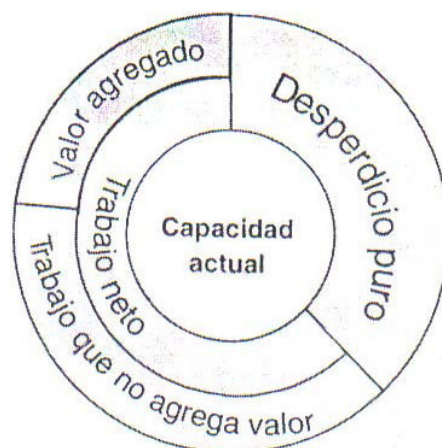 Valor agregado
Desperdicio puro
Trabajo neto
Capacidad
actual
Trabajo que no agrega valor